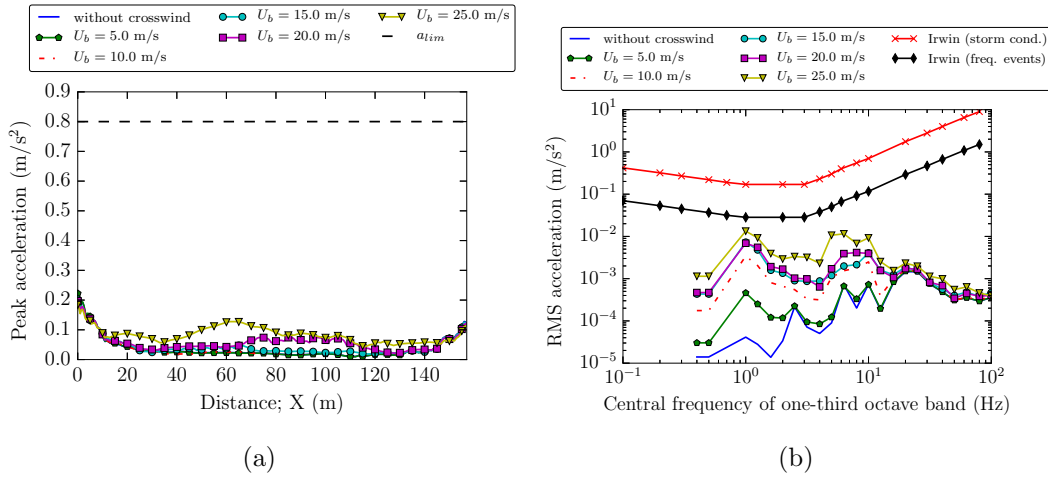 without crosswind
U_b = 5.0 m/s
U_b = 10.0 m/s
U_b = 15.0 m/s
U_b = 20.0 m/s
U_b = 25.0 m/s
a_{lim}
0.9
0.8
0.7
0.6
0.5
0.4
0.3
0.2
0.1
0.0
Peak acceleration (m/s²)
0 20 40 60 80 100 120 140
Distance; X (m)
(a)
without crosswind
U_b = 5.0 m/s
U_b = 10.0 m/s
U_b = 15.0 m/s
U_b = 20.0 m/s
U_b = 25.0 m/s
Irwin (storm cond.)
Irwin (freq. events)
10¹
10⁰
10⁻¹
10⁻²
10⁻³
10⁻⁴
10⁻⁵
RMS acceleration (m/s²)
10⁻¹ 10⁰ 10¹ 10²
Central frequency of one-third octave band (Hz)
(b)